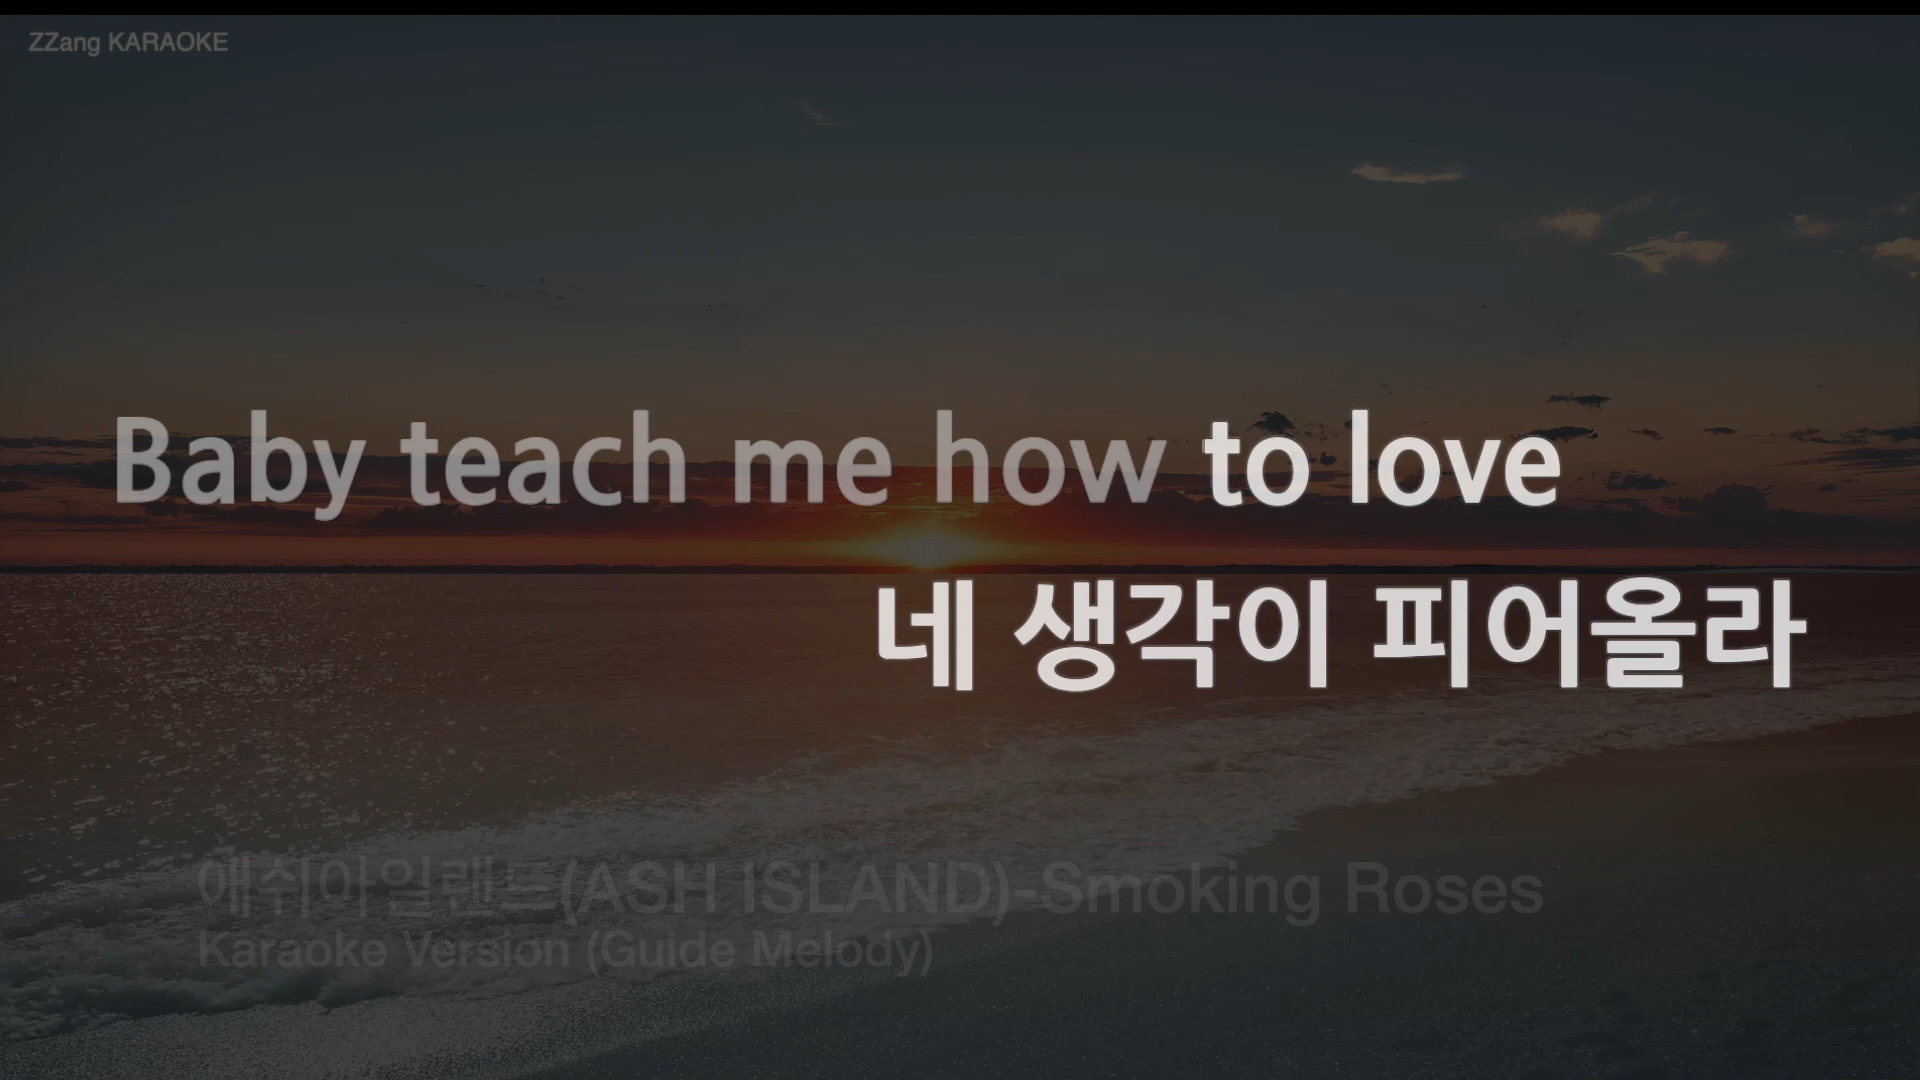 ZZang KARAOKE
Baby teach me how to love
네 생각이 피어올라
애쉬아일랜드(ASH ISLAND)-Smoking Roses
Karaoke Version (Guide Melody)